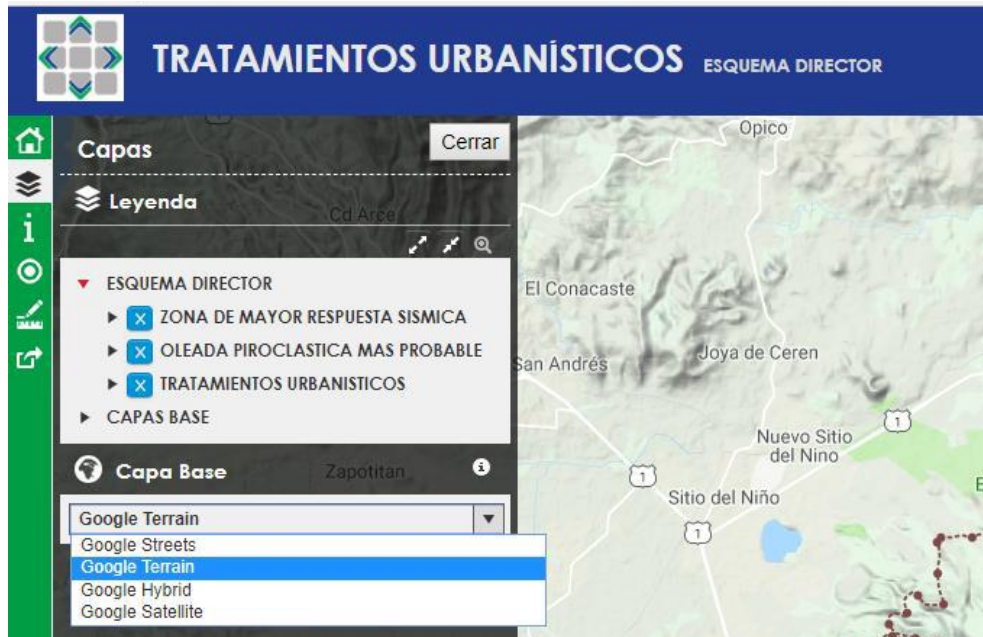 TRATAMIENTOS URBANÍSTICOS ESQUEMA DIRECTOR
Capas
Cerrar
Leyenda
Cd Arce
ESQUEMA DIRECTOR
X ZONA DE MAYOR RESPUESTA SISMICA
X OLEADA PIROCLASTICA MAS PROBABLE
X TRATAMIENTOS URBANISTICOS
CAPAS BASE
Capa Base
Zapotitan
Google Terrain
Google Streets
Google Terrain
Google Hybrid
Google Satellite
Opico
El Conacaste
San Andrés
Joya de Ceren
1
Nuevo Sitio
del Nino
1
Sitio del Niño
1
E